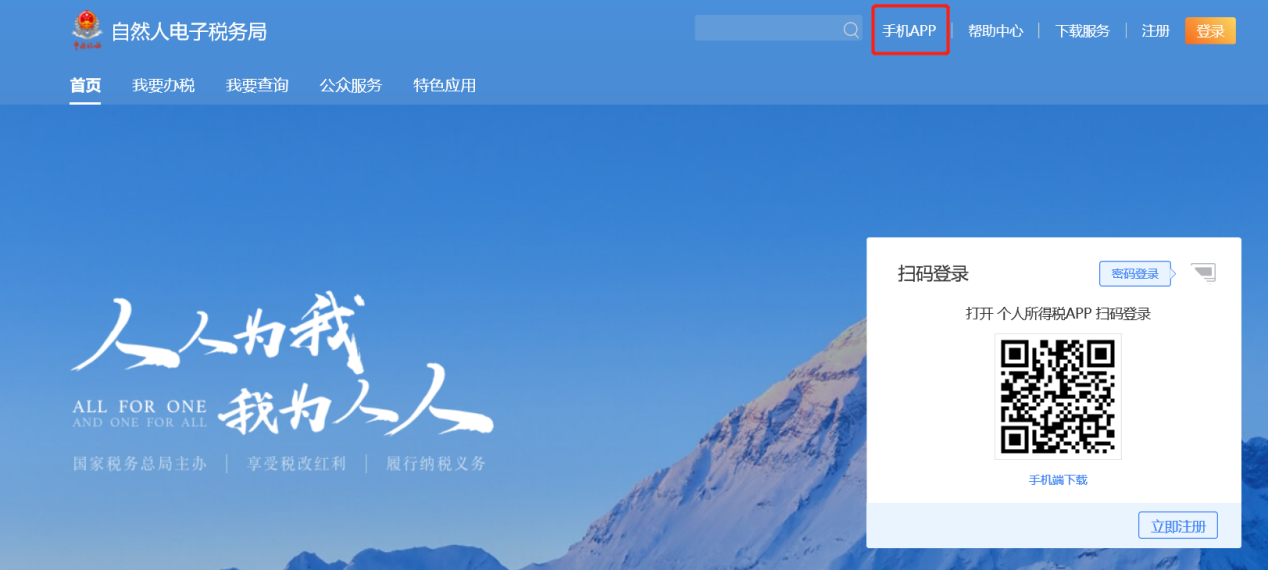 自然人电子税务局
手机APP | 帮助中心 | 下载服务 | 注册 登录
首页 我要办税 我要查询 公众服务 特色应用
人人为我
ALL FOR ONE
AND ONE FOR ALL
我为人人
国家税务总局主办 | 享受税改红利 | 履行纳税义务
扫码登录 密码登录
打开 个人所得税APP 扫码登录
手机端下载
立即注册